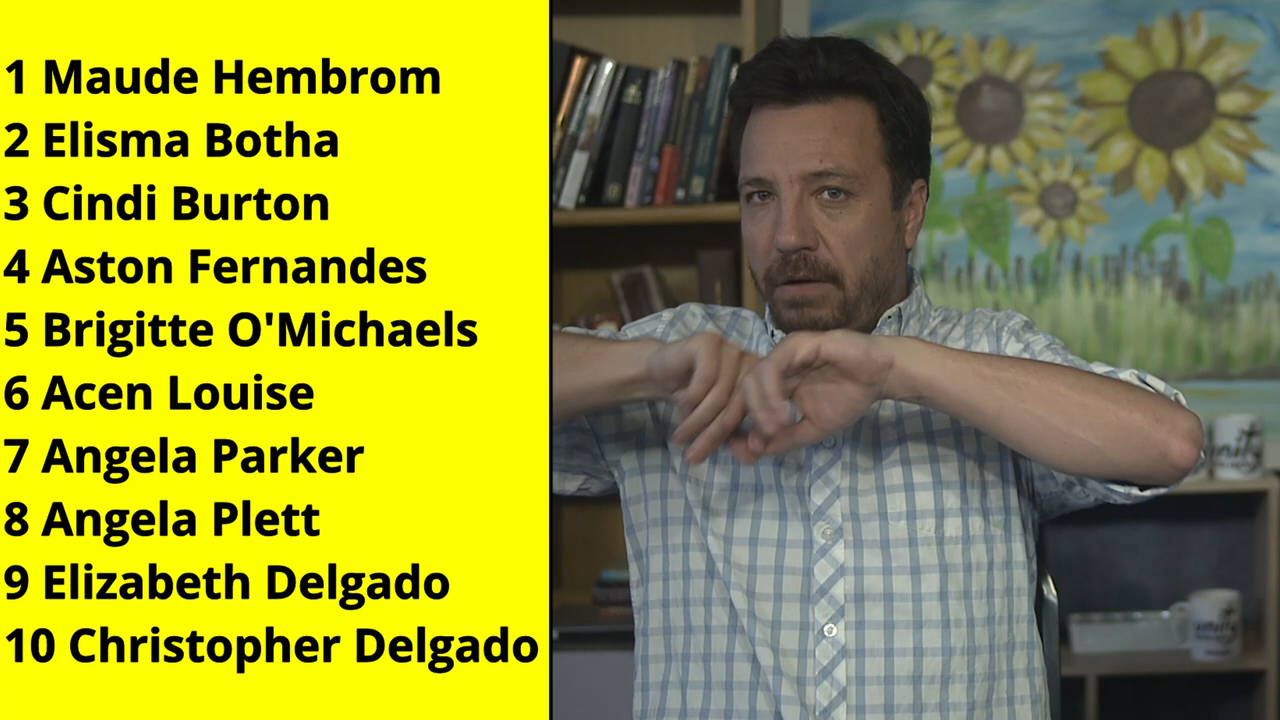 1 Maude Hembrom
2 Elisma Botha
3 Cindi Burton
4 Aston Fernandes
5 Brigitte O'Michaels
6 Acen Louise
7 Angela Parker
8 Angela Plett
9 Elizabeth Delgado
10 Christopher Delgado